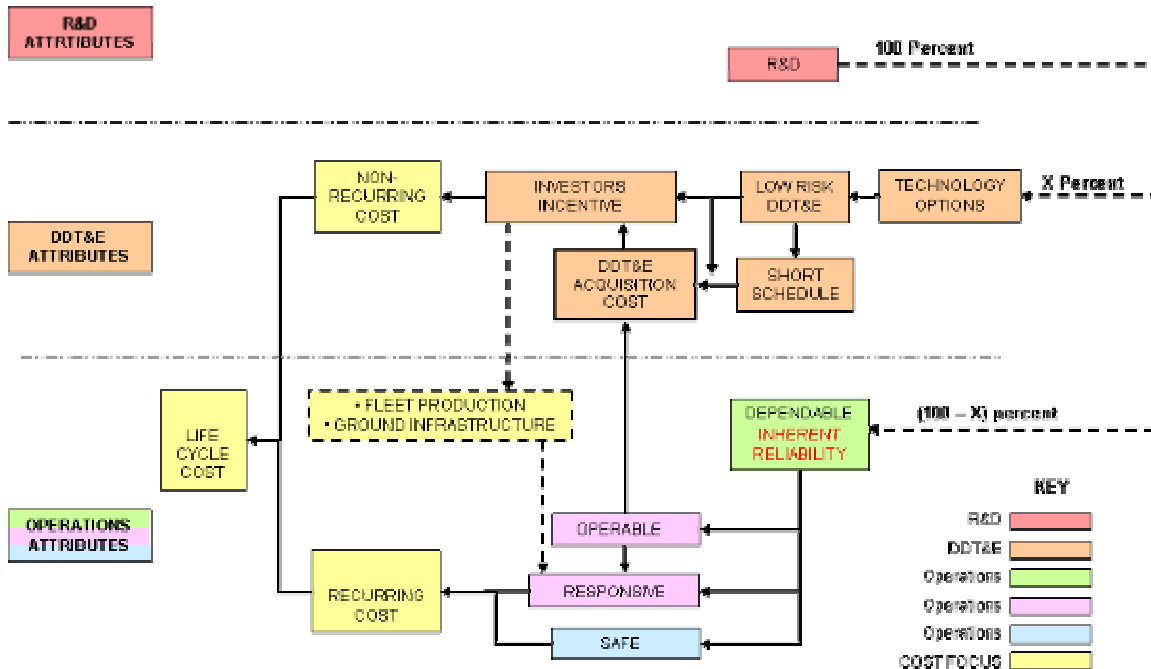 R&D
ATTRTIBUTES
100 Percent
R&D
NON-
RECURRING
COST
INVESTORS
INCENTIVE
LOW RISK
DDT&E
TECHNOLOGY
OPTIONS
X Percent
DDT&E
ATTRIBUTES
DDT&E
ACQUISITION
COST
SHORT
SCHEDULE
• FLEET PRODUCTION
• GROUND INFRASTRUCTURE
DEPENDABLE
INHERENT
RELIABILITY
(100 – X) percent
LIFE
CYCLE
COST
KEY
OPERATIONS
ATTRIBUTES
OPERABLE
R&D
DDT&E
RECURRING
COST
RESPONSIVE
Operations
Operations
SAFE
Operations
COST FOCUS